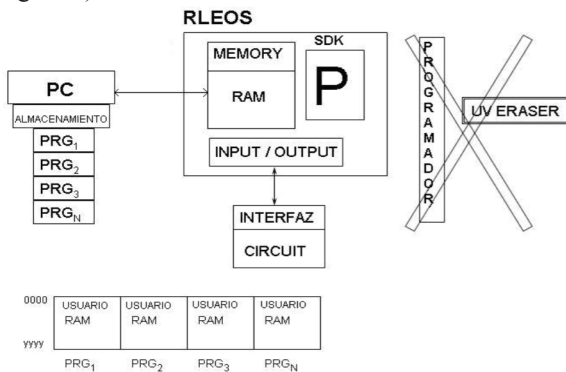 RLEOS
SDK
MEMORY
RAM
P
PC
ALMACENAMIENTO
PRG1
PRG2
PRG3
PRGN
INPUT / OUTPUT
INTERFAZ
CIRCUIT
PROGRAMADOR
UV ERASER
0000
yyyy
USUARIO RAM
USUARIO RAM
USUARIO RAM
USUARIO RAM
PRG1 PRG2 PRG3 PRGN